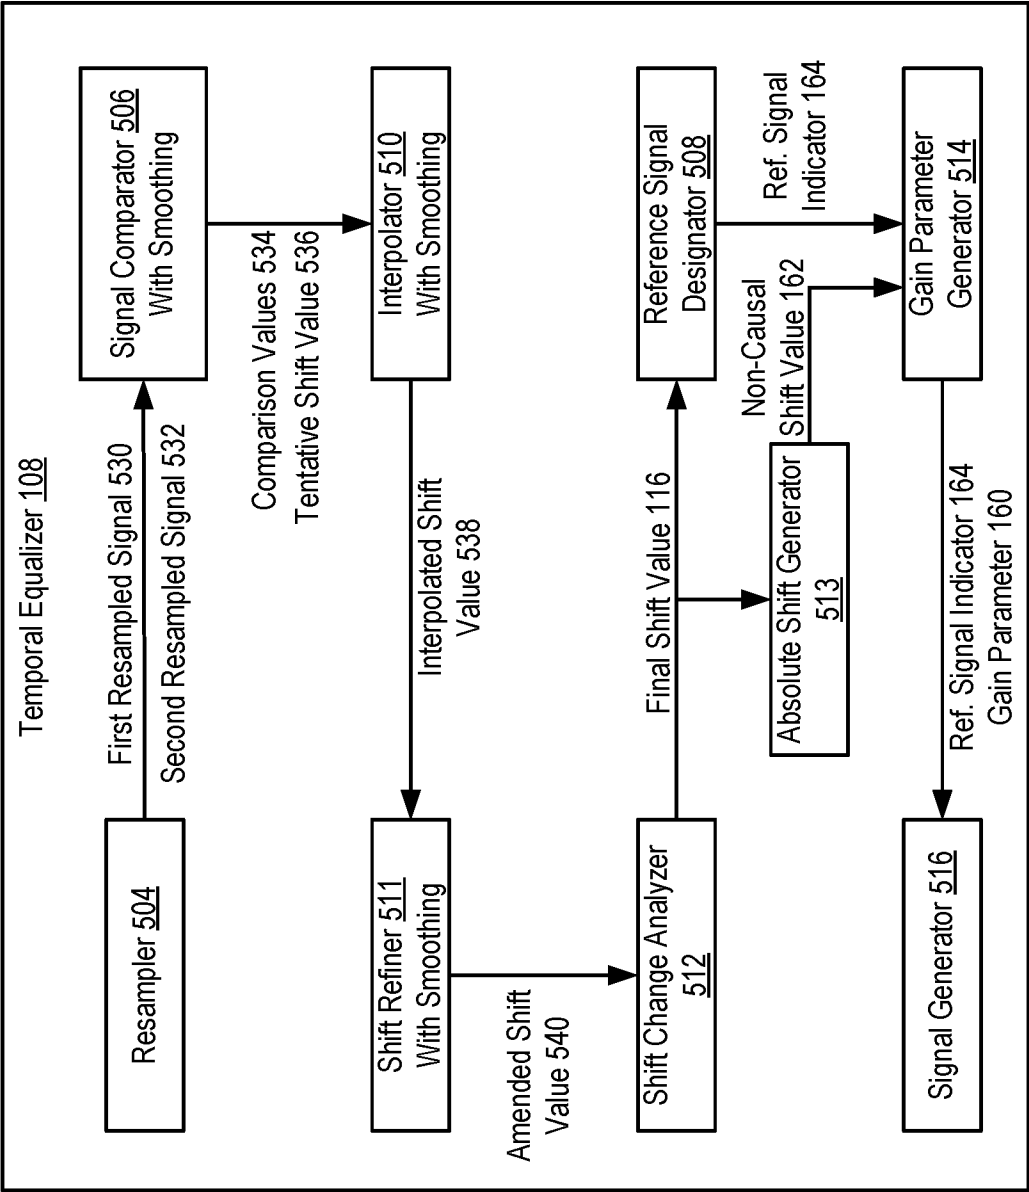 Temporal Equalizer 108
Resampler 504
First Resampled Signal 530
Second Resampled Signal 532
Signal Comparator 506
With Smoothing
Comparison Values 534
Tentative Shift Value 536
Shift Refiner 511
With Smoothing
Interpolated Shift
Value 538
Interpolator 510
With Smoothing
Amended Shift
Value 540
Shift Change Analyzer
512
Final Shift Value 116
Reference Signal
Designator 508
Absolute Shift Generator
513
Non-Causal
Shift Value 162
Ref. Signal
Indicator 164
Signal Generator 516
Ref. Signal Indicator 164
Gain Parameter 160
Gain Parameter
Generator 514